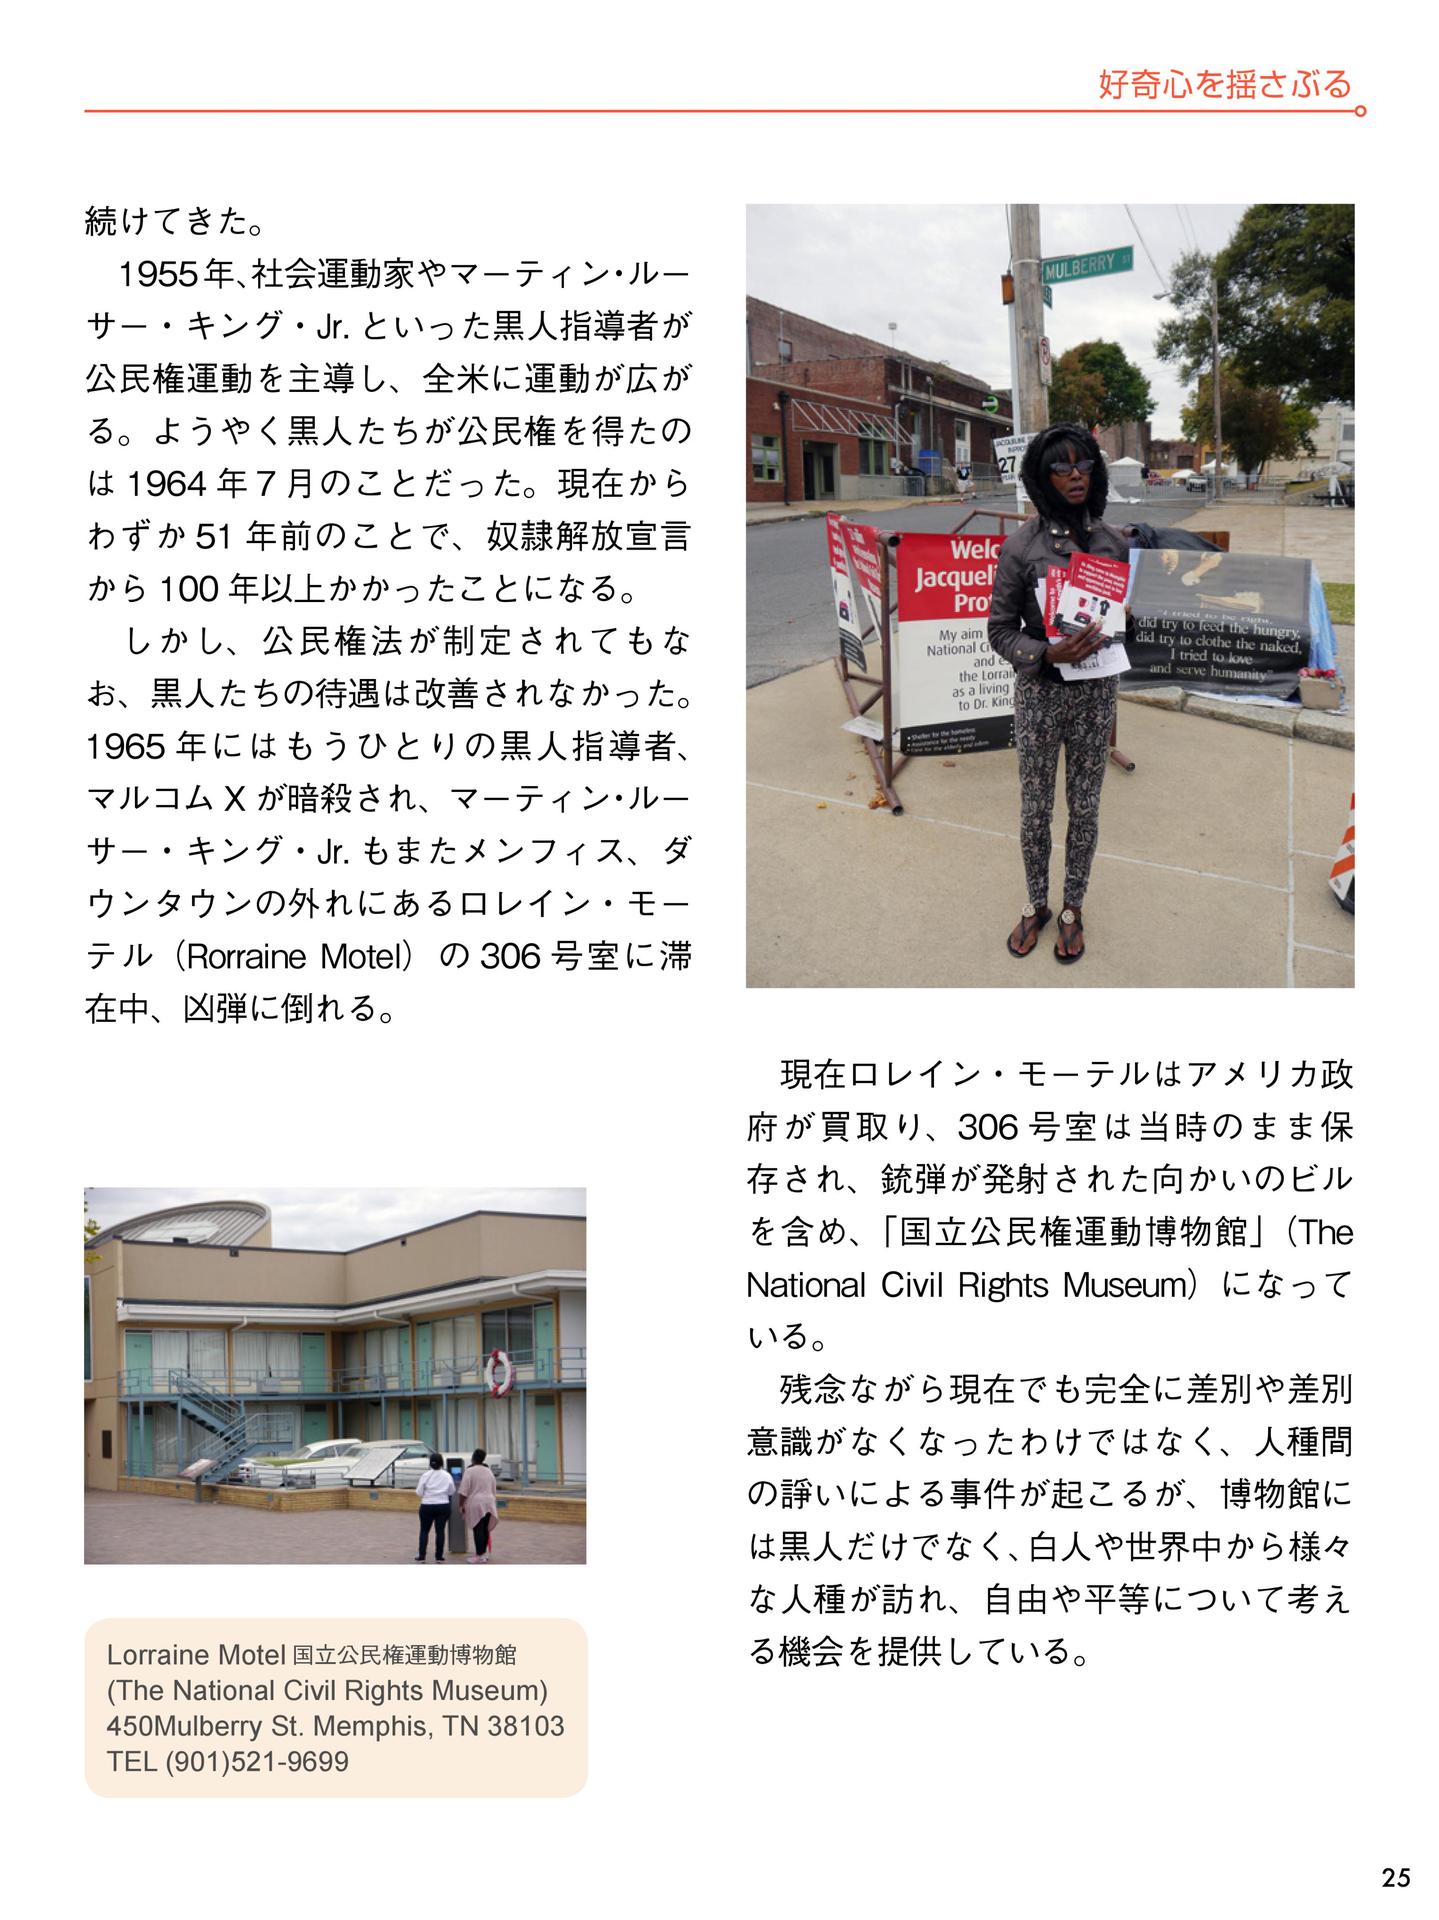 好奇心を揺さぶる
続けてきた。
1955年、社会運動家やマーティン・ルー
サー・キング・Jr. といった黒人指導者が
公民権運動を主導し、全米に運動が広が
る。ようやく黒人たちが公民権を得たの
は 1964 年 7 月のことだった。現在から
わずか 51 年前のことで、奴隷解放宣言
から 100 年以上かかったことになる。
しかし、公民権法が制定されてもな
お、黒人たちの待遇は改善されなかった。
1965 年にはもうひとりの黒人指導者、
マルコム X が暗殺され、マーティン・ルー
サー・キング・Jr. もまたメンフィス、ダ
ウンタウンの外れにあるロレイン・モー
テル（Rorraine Motel）の 306 号室に滞
在中、凶弾に倒れる。
Lorraine Motel 国立公民権運動博物館
(The National Civil Rights Museum)
450Mulberry St. Memphis, TN 38103
TEL (901)521-9699
MULBERRY ST
JACQUELINE
27
Welc
Jacquel
Pro
My aim
National Ci
and e
the Lorrai
as a living
to Dr. King
• Shelter for the homeless
• Assistance for the needy
• Care for the elderly and infirm
"I tried to be right,
did try to feed the hungry,
did try to clothe the naked,
I tried to love
and serve humanity"
現在ロレイン・モーテルはアメリカ政
府が買取り、306 号室は当時のまま保
存され、銃弾が発射された向かいのビル
を含め、「国立公民権運動博物館」（The
National Civil Rights Museum）になって
いる。
残念ながら現在でも完全に差別や差別
意識がなくなったわけではなく、人種間
の諍いによる事件が起こるが、博物館に
は黒人だけでなく、白人や世界中から様々
な人種が訪れ、自由や平等について考え
る機会を提供している。
25